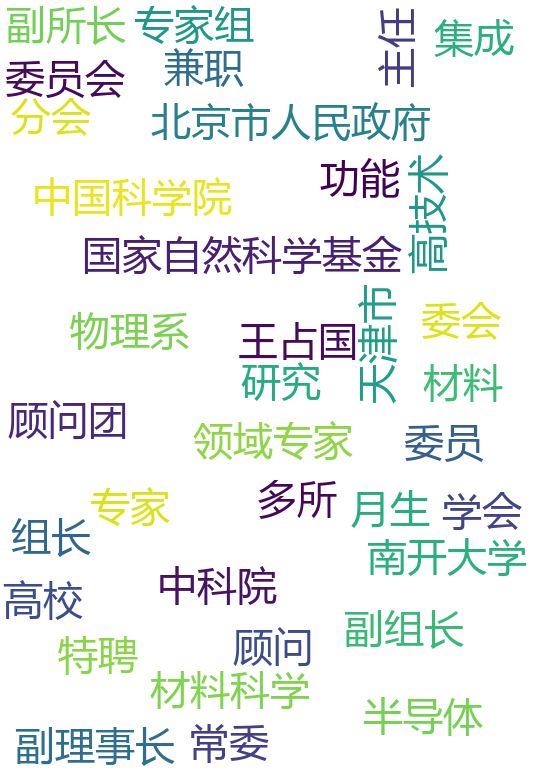 副所长 专家组
主任
集成
委员会 兼职
分会 北京市人民政府
中国科学院 功能
高技术
国家自然科学基金
物理系 王占国
天津市
委会
研究
材料
顾问团
领域专家 委员
专家 多所 月生 学会
组长
南开大学
高校 中科院
副组长
特聘 顾问
材料科学
半导体
副理事长 常委